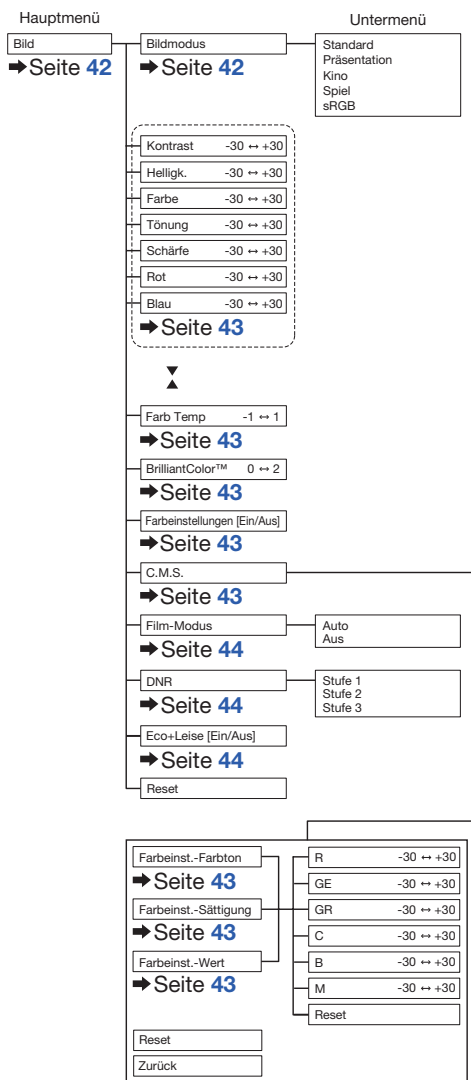 Hauptmenü
Untermenü
Bild
➡Seite 42
Bildmodus
➡Seite 42
Standard
Präsentation
Kino
Spiel
sRGB
Kontrast -30 ↔ +30
Helligk. -30 ↔ +30
Farbe -30 ↔ +30
Tönung -30 ↔ +30
Schärfe -30 ↔ +30
Rot -30 ↔ +30
Blau -30 ↔ +30
➡Seite 43
Farb Temp -1 ↔ 1
➡Seite 43
BrilliantColor™ 0 ↔ 2
➡Seite 43
Farbeinstellungen [Ein/Aus]
➡Seite 43
C.M.S.
➡Seite 43
Film-Modus
➡Seite 44
Auto
Aus
DNR
➡Seite 44
Stufe 1
Stufe 2
Stufe 3
Eco+Leise [Ein/Aus]
➡Seite 44
Reset
Farbeinst.-Farbton
➡Seite 43
Farbeinst.-Sättigung
➡Seite 43
Farbeinst.-Wert
➡Seite 43
R -30 ↔ +30
GE -30 ↔ +30
GR -30 ↔ +30
C -30 ↔ +30
B -30 ↔ +30
M -30 ↔ +30
Reset
Reset
Zurück